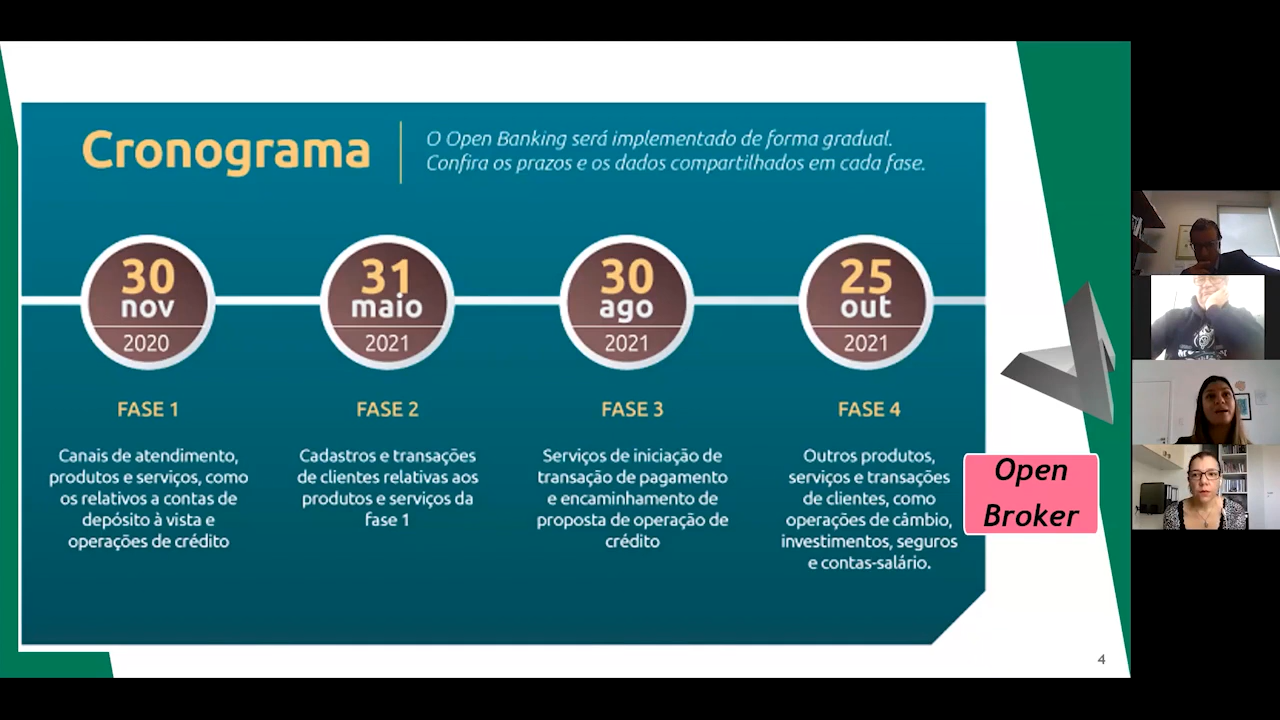 Cronograma
O Open Banking será implementado de forma gradual.
Confira os prazos e os dados compartilhados em cada fase.
30
nov
2020
31
maio
2021
30
ago
2021
25
out
2021
FASE 1
Canais de atendimento,
produtos e serviços, como
os relativos a contas de
depósito à vista e
operações de crédito
FASE 2
Cadastros e transações
de clientes relativas aos
produtos e serviços da
fase 1
FASE 3
Serviços de iniciação de
transação de pagamento
e encaminhamento de
proposta de operação de
crédito
FASE 4
Outros produtos,
serviços e transações
de clientes, como
operações de câmbio,
investimentos, seguros
e contas-salário.
Open
Broker
4